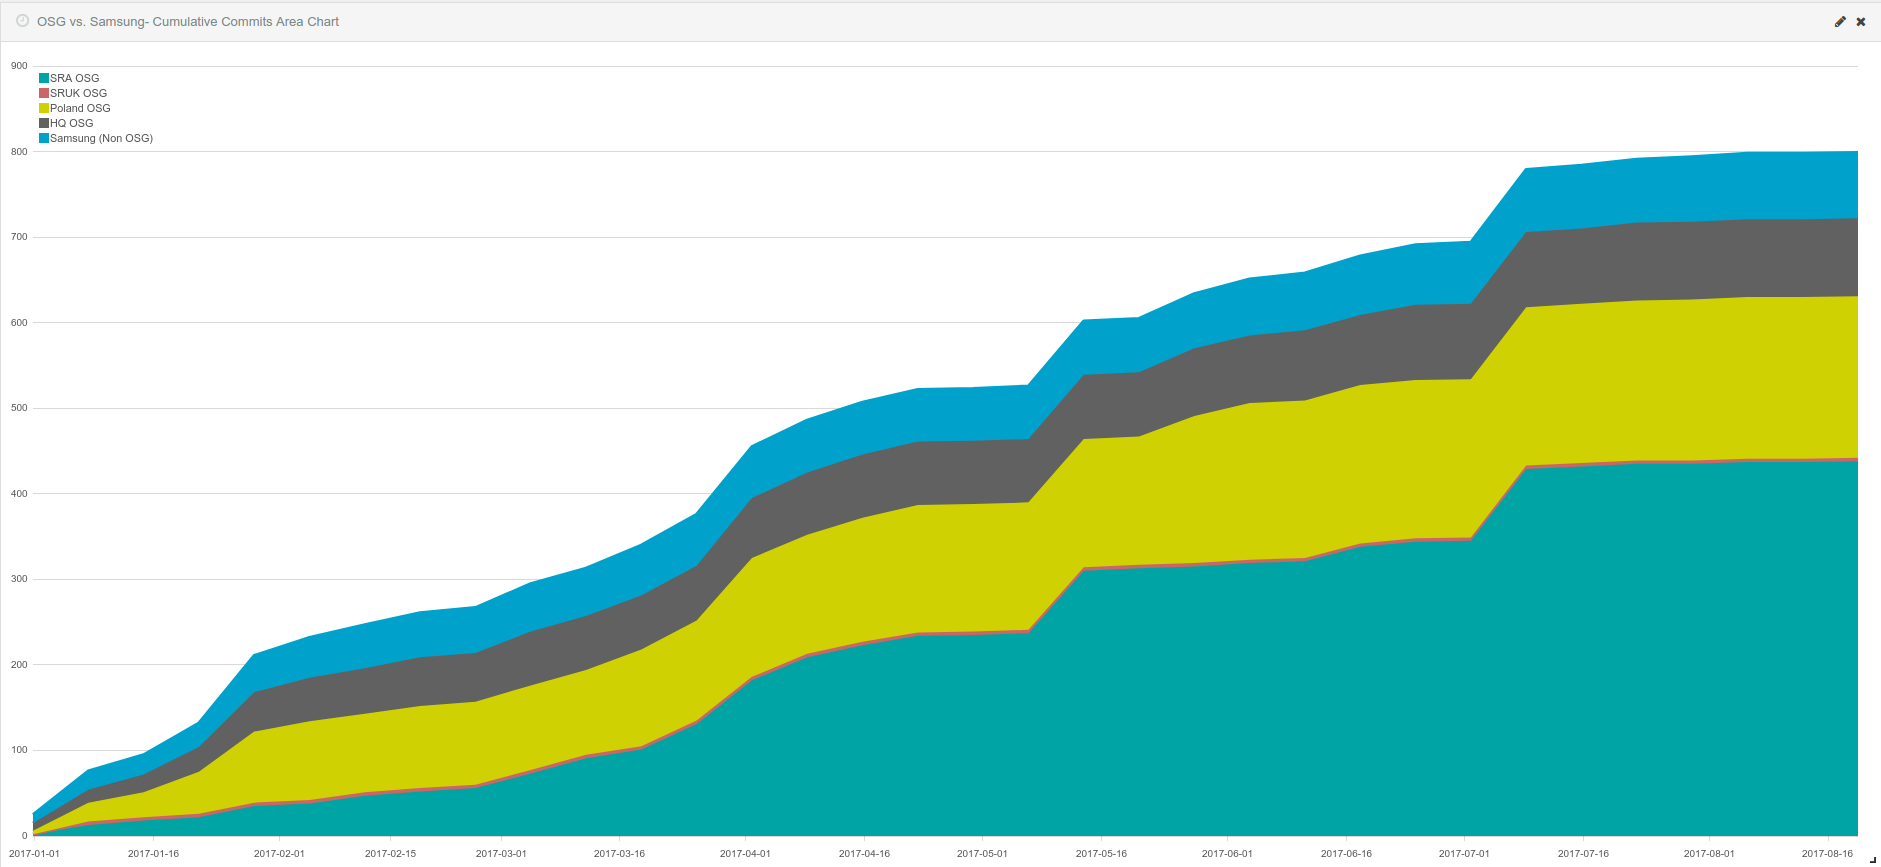 OSG vs. Samsung- Cumulative Commits Area Chart
900
SRA OSG
SRUK OSG
Poland OSG
HQ OSG
Samsung (Non OSG)
800
700
600
500
400
300
200
100
0
2017-01-01 2017-01-16 2017-02-01 2017-02-15 2017-03-01 2017-03-16 2017-04-01 2017-04-16 2017-05-01 2017-05-16 2017-06-01 2017-06-16 2017-07-01 2017-07-16 2017-08-01 2017-08-16